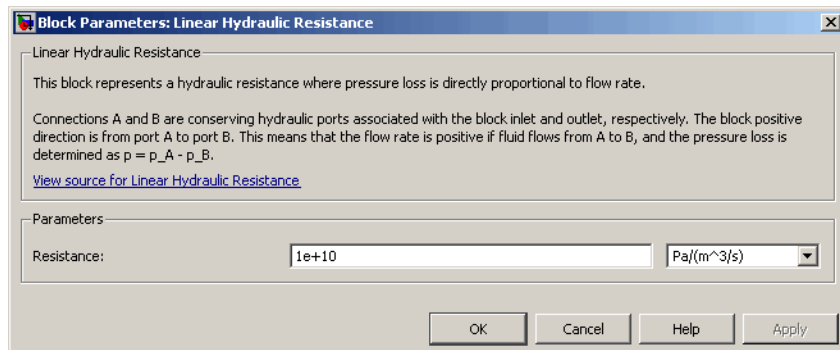 Block Parameters: Linear Hydraulic Resistance
Linear Hydraulic Resistance
This block represents a hydraulic resistance where pressure loss is directly proportional to flow rate.
Connections A and B are conserving hydraulic ports associated with the block inlet and outlet, respectively. The block positive
direction is from port A to port B. This means that the flow rate is positive if fluid flows from A to B, and the pressure loss is
determined as p = p_A - p_B.
View source for Linear Hydraulic Resistance
Parameters
Resistance: 1e+10 Pa/(m^3/s)
OK Cancel Help Apply